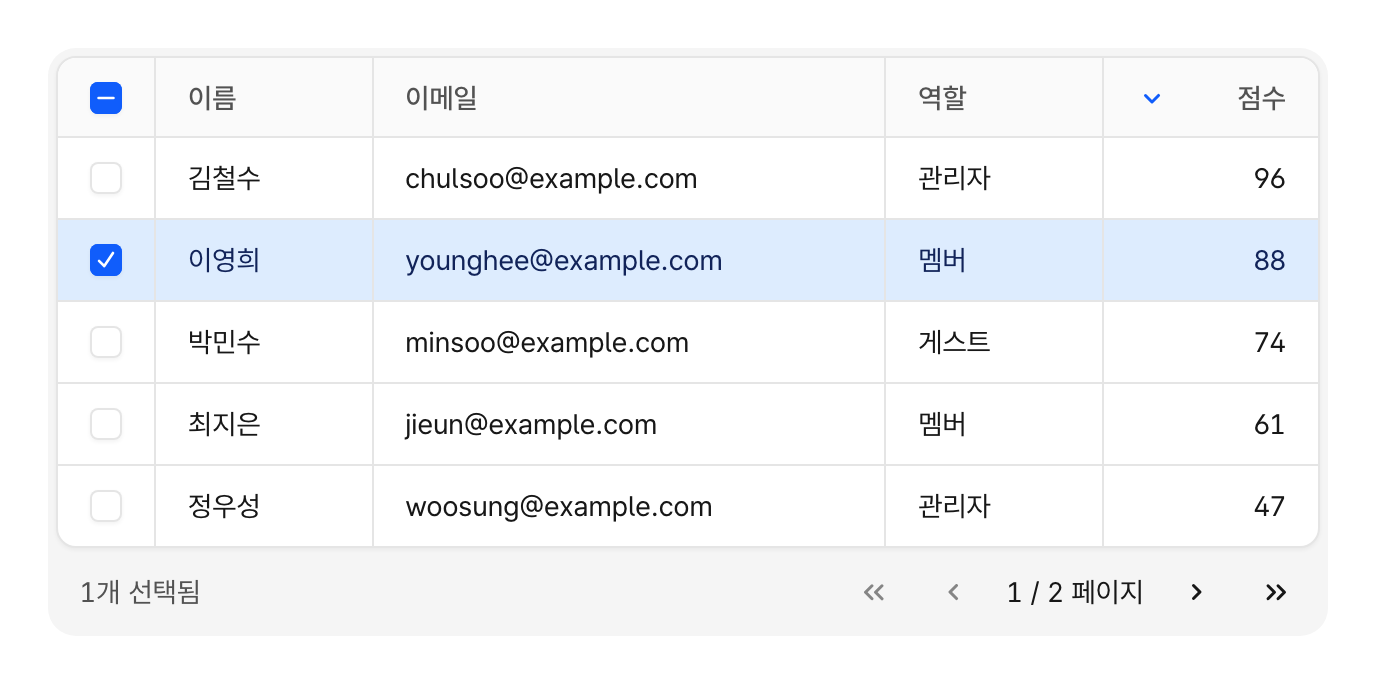 이름 이메일 역할 점수
김철수 chulsoo@example.com 관리자 96
이영희 younghee@example.com 멤버 88
박민수 minsoo@example.com 게스트 74
최지은 jieun@example.com 멤버 61
정우성 woosung@example.com 관리자 47
1개 선택됨 1 / 2 페이지